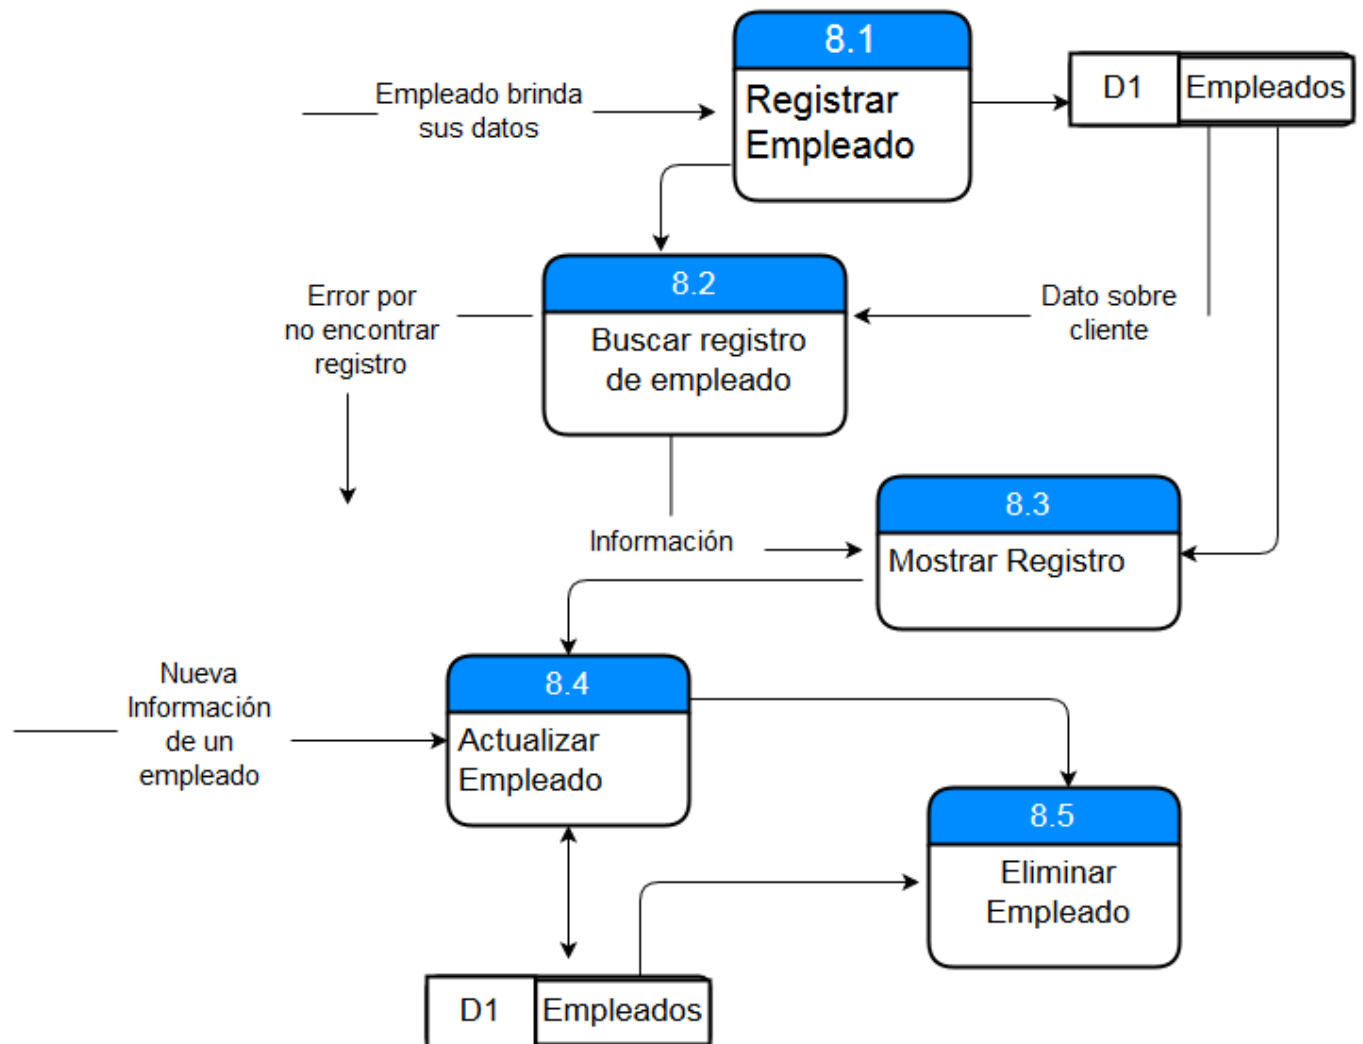 8.1
Registrar
Empleado
D1
Empleados
Empleado brinda
sus datos
8.2
Buscar registro
de empleado
Error por
no encontrar
registro
Dato sobre
cliente
8.3
Mostrar Registro
Información
8.4
Actualizar
Empleado
Nueva
Información
de un
empleado
8.5
Eliminar
Empleado
D1
Empleados